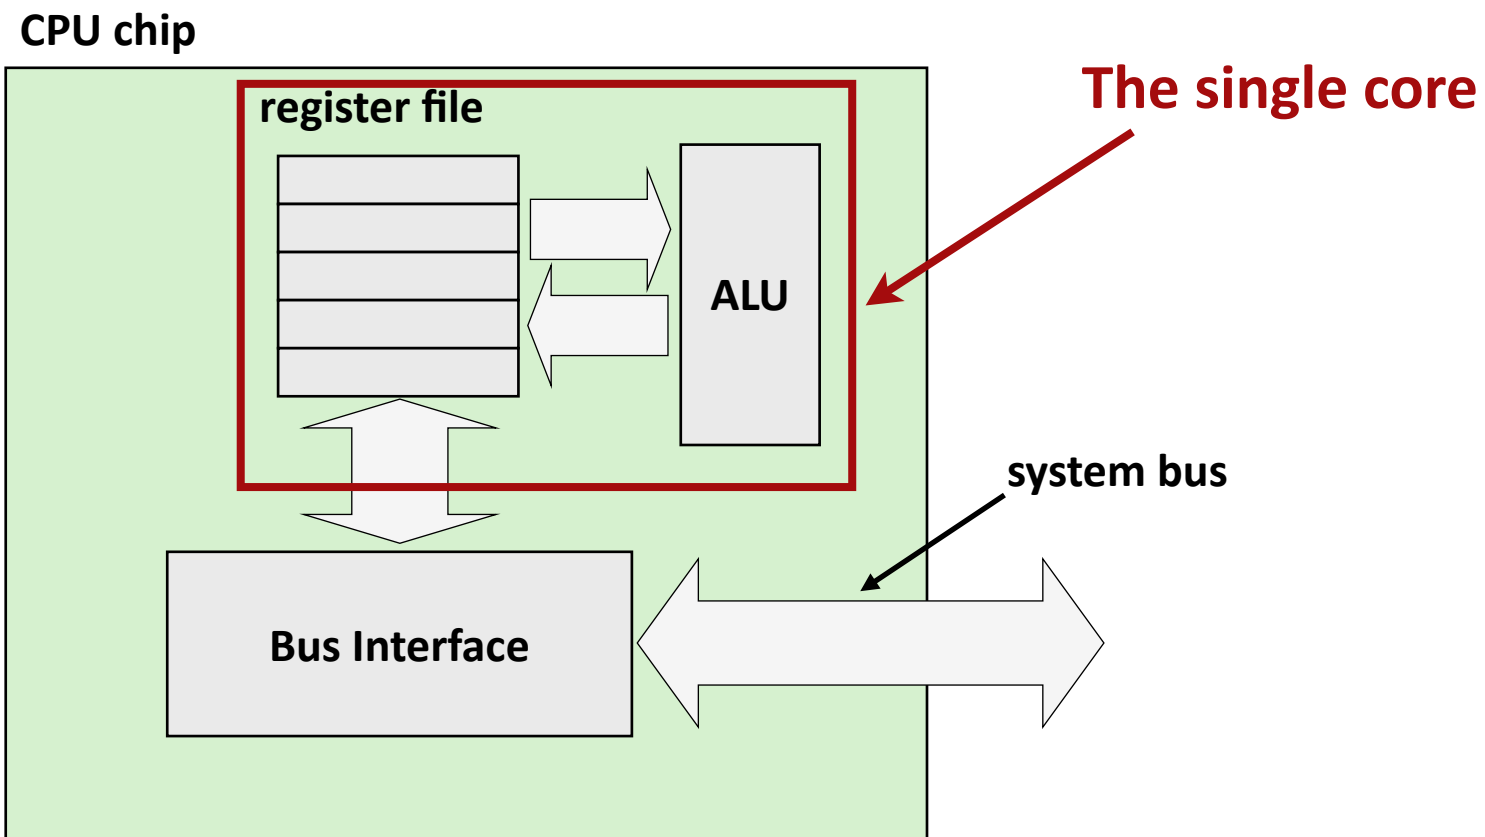 CPU chip
The single core
register file
ALU
system bus
Bus Interface